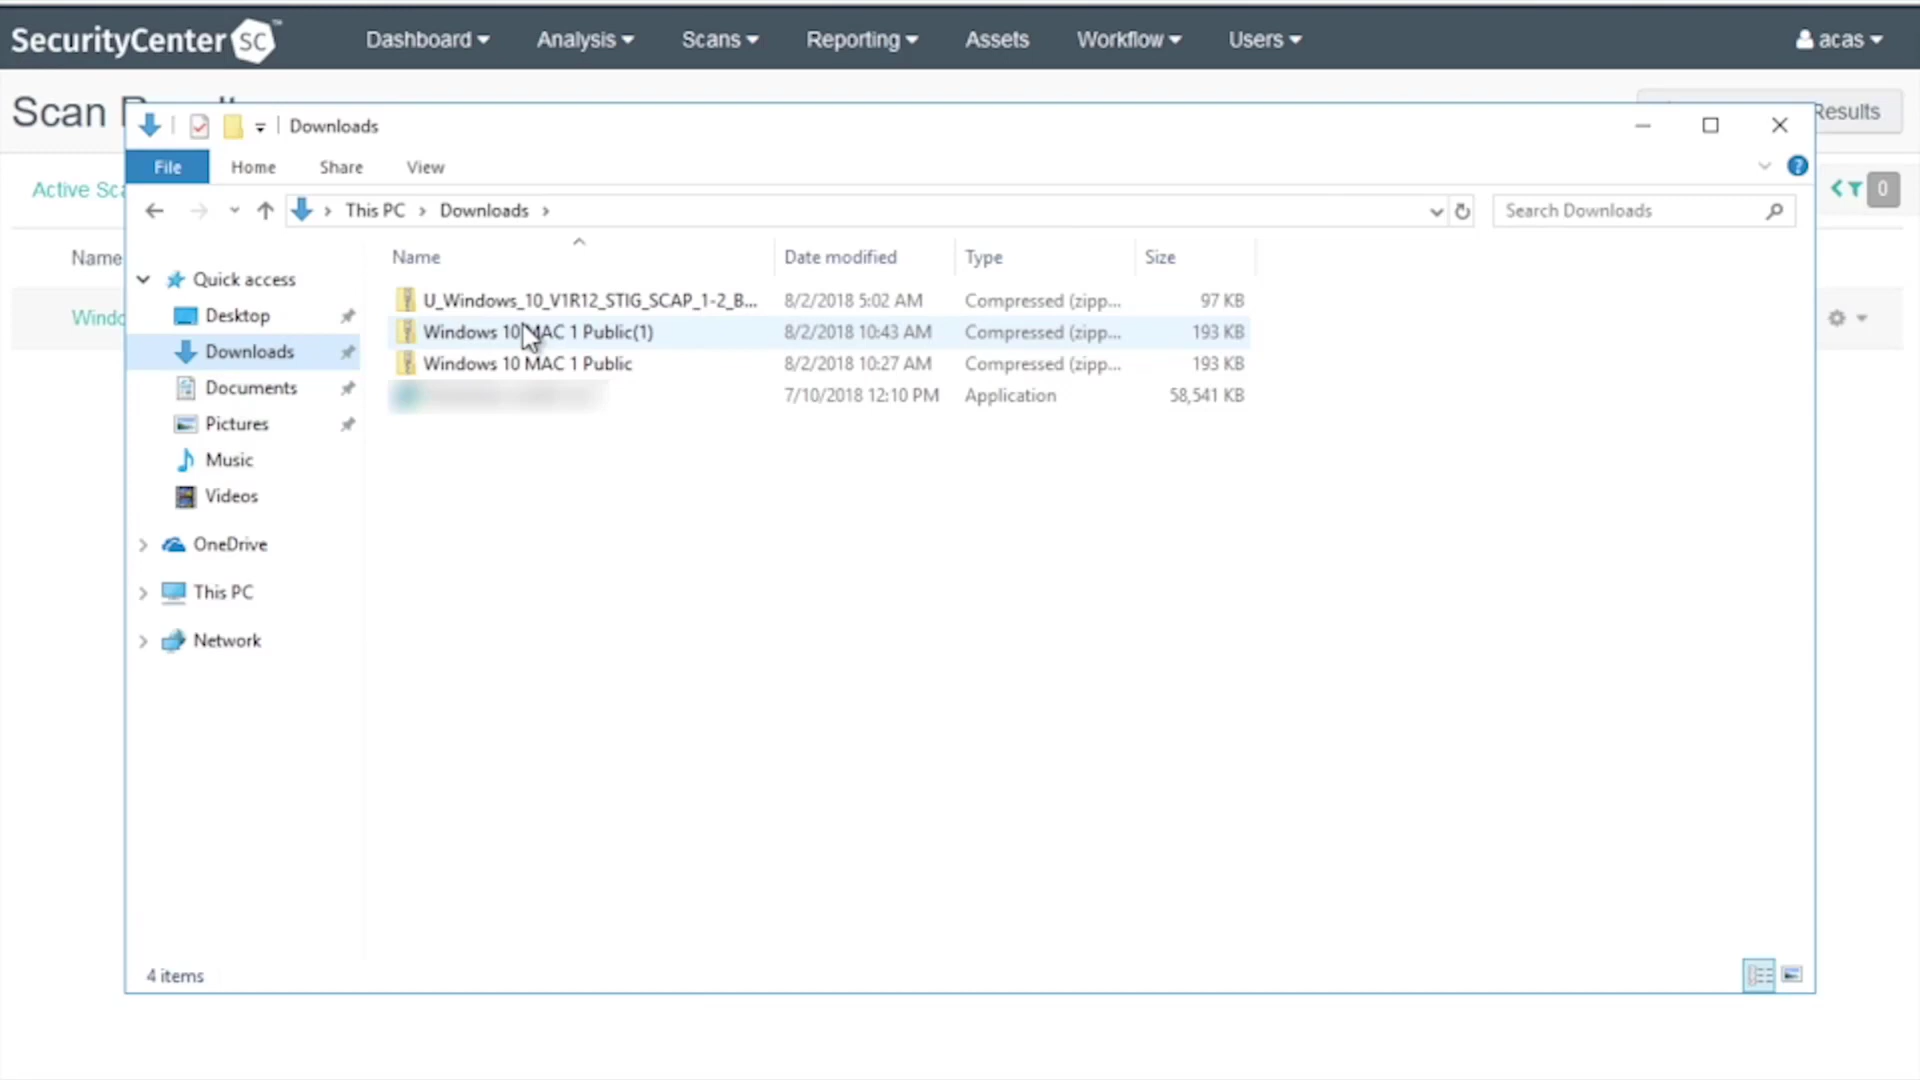 SecurityCenter SC™ Dashboard Analysis Scans Reporting Assets Workflow Users acas
Scan Results
Downloads
File Home Share View
Active Sca 0
This PC Downloads Search Downloads
Name Name Date modified Type Size
Quick access
U_Windows_10_V1R12_STIG_SCAP_1-2_B... 8/2/2018 5:02 AM Compressed (zipp... 97 KB
Desktop
Windo
Windows 10 MAC 1 Public(1) 8/2/2018 10:43 AM Compressed (zipp... 193 KB
Downloads
Windows 10 MAC 1 Public 8/2/2018 10:27 AM Compressed (zipp... 193 KB
Documents
7/10/2018 12:10 PM Application 58,541 KB
Pictures
Music
Videos
OneDrive
This PC
Network
4 items